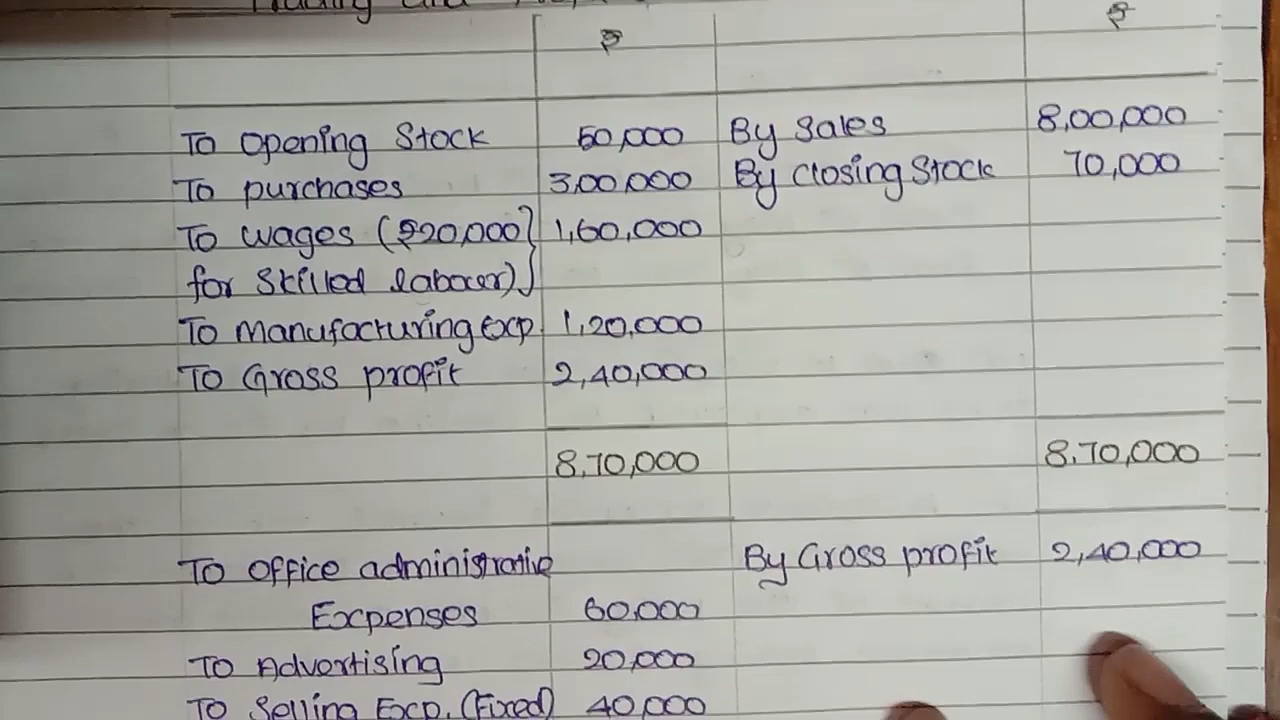 Trading and
₹ ₹
To Opening Stock 50,000 By Sales 8,00,000
To purchases 3,00,000 By Closing Stock 70,000
To wages (₹20,000 1,60,000
for Skilled labour)
To Manufacturing Exp. 1,20,000
To Gross profit 2,40,000
8,70,000 8,70,000
To Office administrative By Gross profit 2,40,000
Expenses 60,000
To Advertising 20,000
To Selling Exp. (Fixed) 40,000